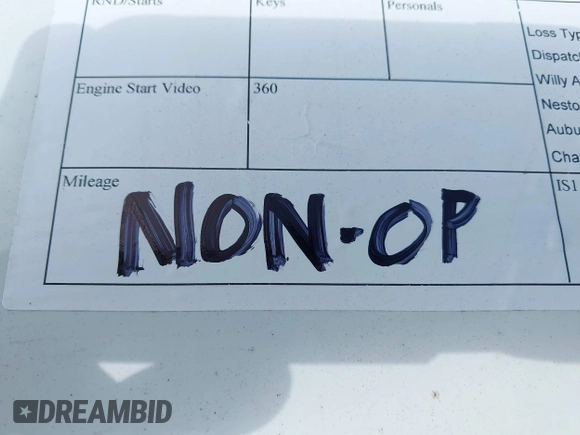 RND/Starts Keys Personals
Loss Typ
Dispatch
Engine Start Video 360 Willy A
Nesto
Aubu
Cha
Mileage NON-OP IS1
DREAMBID